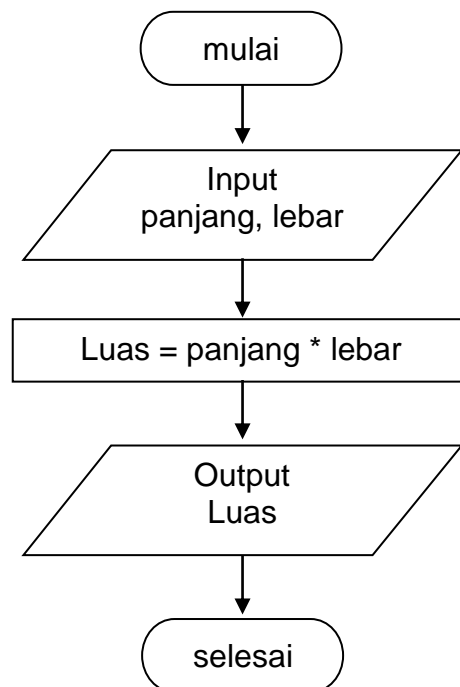 mulai
Input
panjang, lebar
Luas = panjang * lebar
Output
Luas
selesai